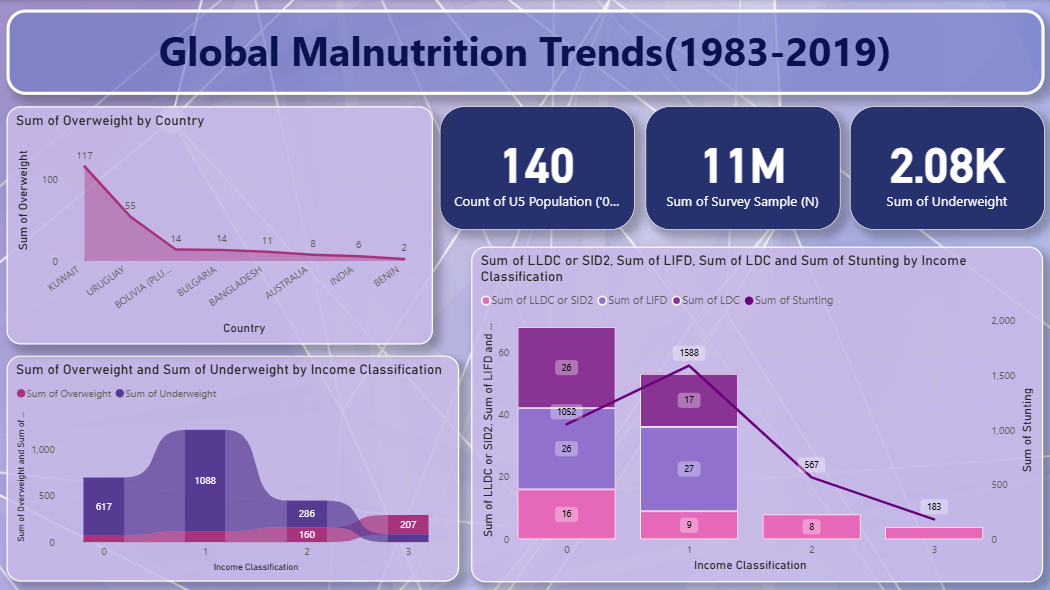 Global Malnutrition Trends(1983-2019)
Sum of Overweight by Country
Sum of Overweight
117
100
55
14
14
11
8
6
2
0
KUWAIT
URUGUAY
BOLIVIA (PLU...
BULGARIA
BANGLADESH
AUSTRALIA
INDIA
BENIN
Country
140
Count of U5 Population ('0...
11M
Sum of Survey Sample (N)
2.08K
Sum of Underweight
Sum of Overweight and Sum of Underweight by Income Classification
Sum of Overweight Sum of Underweight
Sum of Overweight and Sum of ...
1,000
500
0
617
1088
286
160
207
0 1 2 3
Income Classification
Sum of LLDC or SID2, Sum of LIFD, Sum of LDC and Sum of Stunting by Income
Classification
Sum of LLDC or SID2 Sum of LIFD Sum of LDC Sum of Stunting
Sum of LLDC or SID2, Sum of LIFD and ...
60
40
20
0
26
1052
26
16
1588
17
27
9
567
8
183
2,000
1,500
1,000
500
0
Sum of Stunting
0 1 2 3
Income Classification